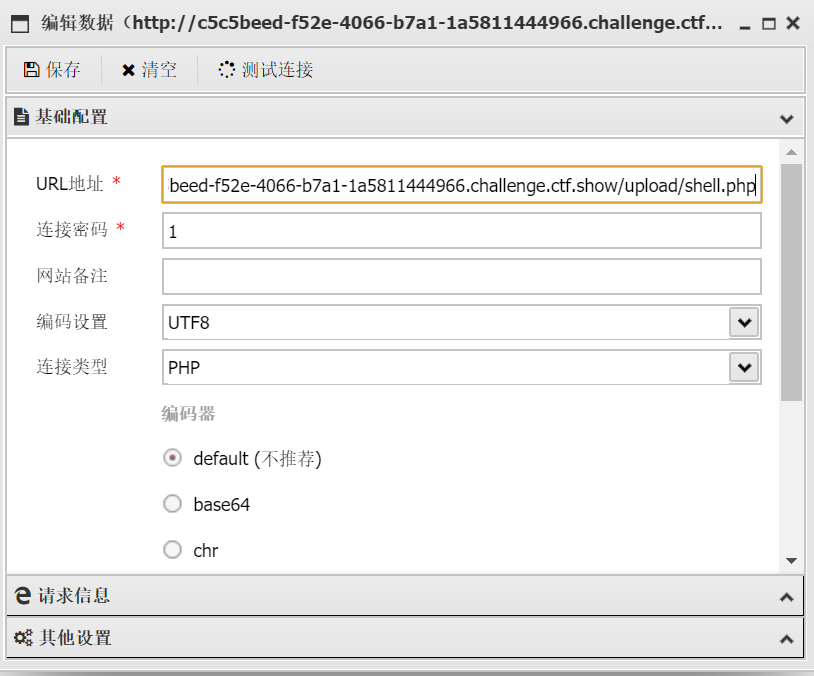 编辑数据（http://c5c5beed-f52e-4066-b7a1-1a5811444966.challenge.ctf...
保存 清空 测试连接
基础配置
URL地址 * beed-f52e-4066-b7a1-1a5811444966.challenge.ctf.show/upload/shell.php
连接密码 * 1
网站备注
编码设置 UTF8
连接类型 PHP
编码器
default (不推荐)
base64
chr
请求信息
其他设置